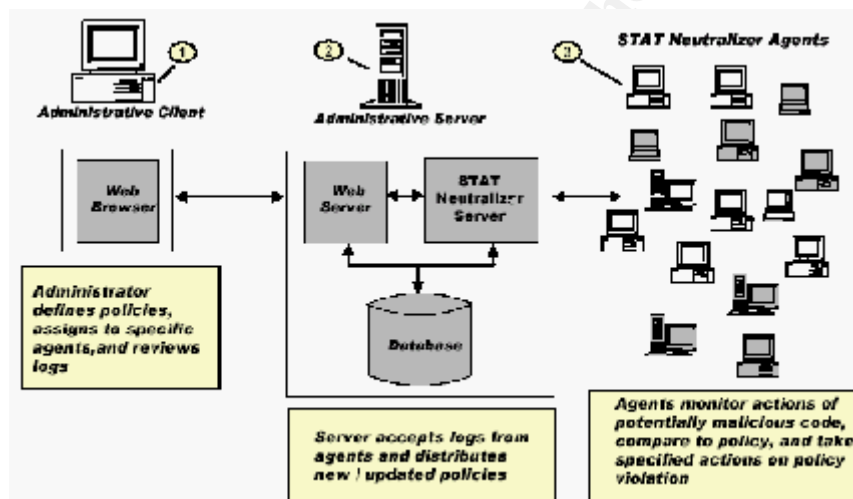 STAT Neutralizer Agents
1
2
3
Administrative Client
Administrative Server
Web
Browser
Web
Server
STAT
Neutralizer
Server
Database
Administrator
defines policies,
assigns to specific
agents,and reviews
logs
Server accepts logs from
agents and distributes
new / updated policies
Agents monitor actions of
potentially malicious code,
compare to policy, and take
specified actions on policy
violation